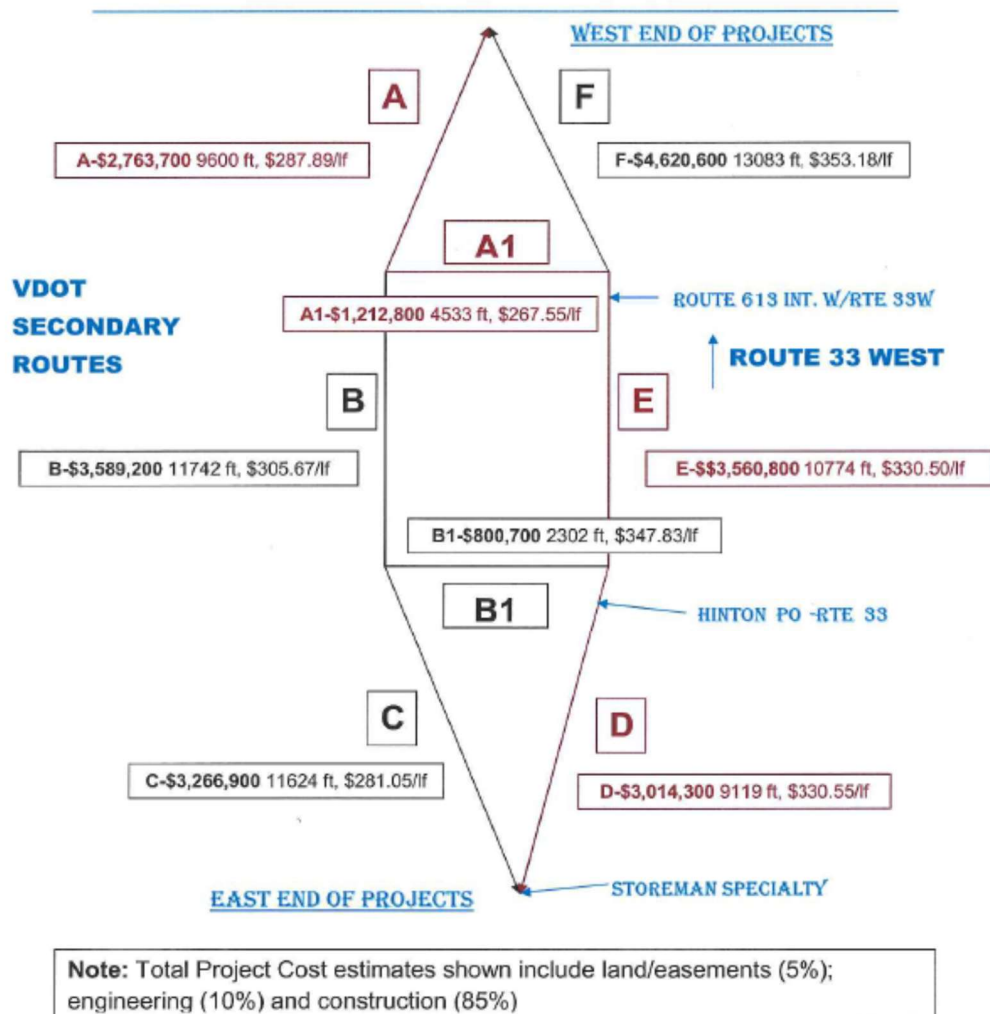 WEST END OF PROJECTS
A
F
A-$2,763,700 9600 ft, $287.89/lf
F-$4,620,600 13083 ft, $353.18/lf
A1
VDOT
SECONDARY
ROUTES
ROUTE 613 INT. W/RTE 33W
A1-$1,212,800 4533 ft, $267.55/lf
ROUTE 33 WEST
B
E
B-$3,589,200 11742 ft, $305.67/lf
E-$$3,560,800 10774 ft, $330.50/lf
B1-$800,700 2302 ft, $347.83/lf
B1
HINTON PO -RTE 33
C
D
C-$3,266,900 11624 ft, $281.05/lf
D-$3,014,300 9119 ft, $330.55/lf
EAST END OF PROJECTS
STOREMAN SPECIALTY
Note: Total Project Cost estimates shown include land/easements (5%);
engineering (10%) and construction (85%)